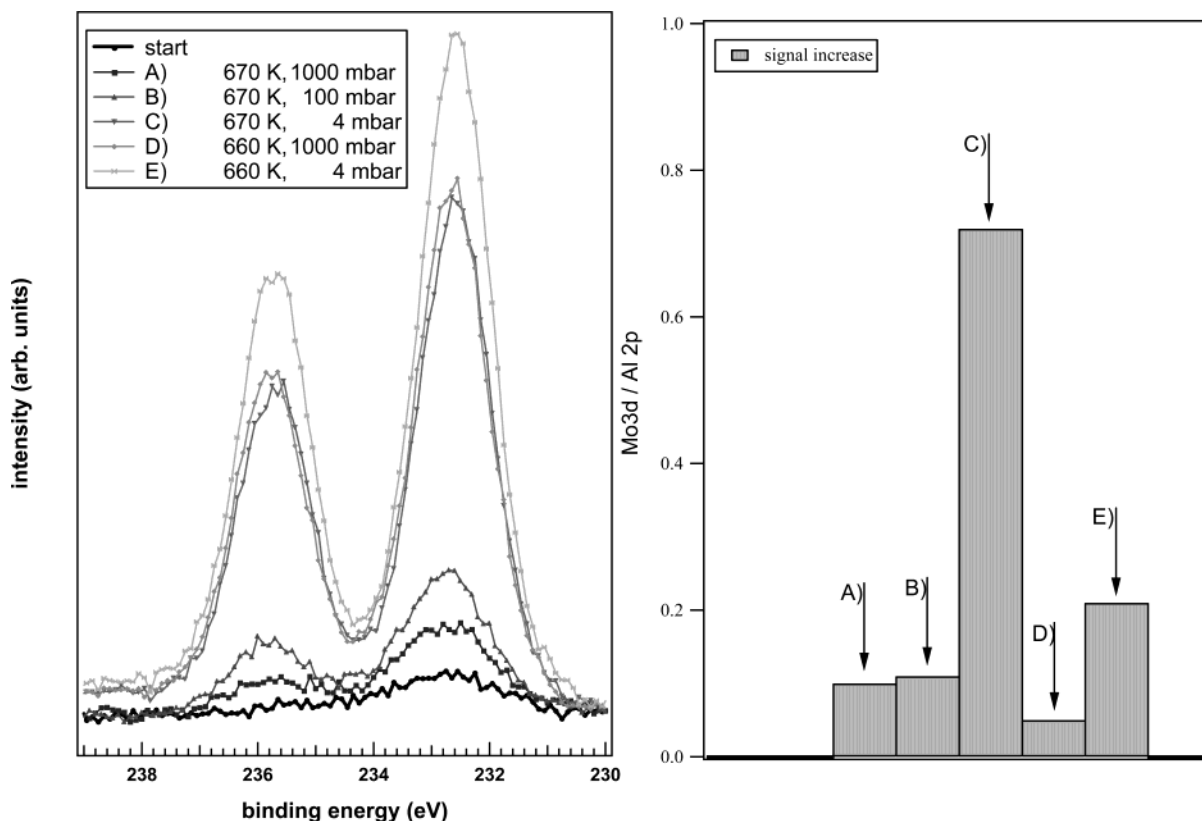 start
A) 670 K, 1000 mbar
B) 670 K, 100 mbar
C) 670 K, 4 mbar
D) 660 K, 1000 mbar
E) 660 K, 4 mbar
intensity (arb. units)
238 236 234 232 230
binding energy (eV)
1.0
0.8
0.6
0.4
0.2
0.0
Mo3d / Al 2p
signal increase
A)
B)
C)
D)
E)